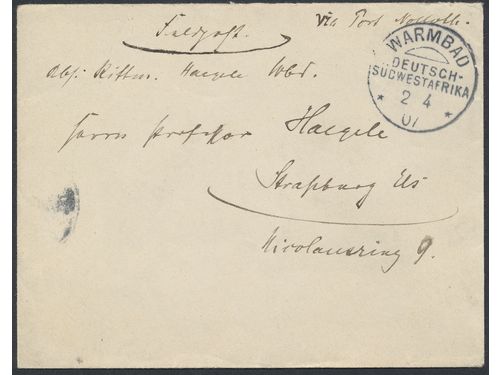 Feldpost.
via Port Nolloth.
WARMBAD
DEUTSCH-
SÜDWESTAFRIKA
* 2 4 *
07
Abs: Rittm. Haegele Wbd.
Herrn Professor Haegele
Straßburg Els
Nicolausring 9.